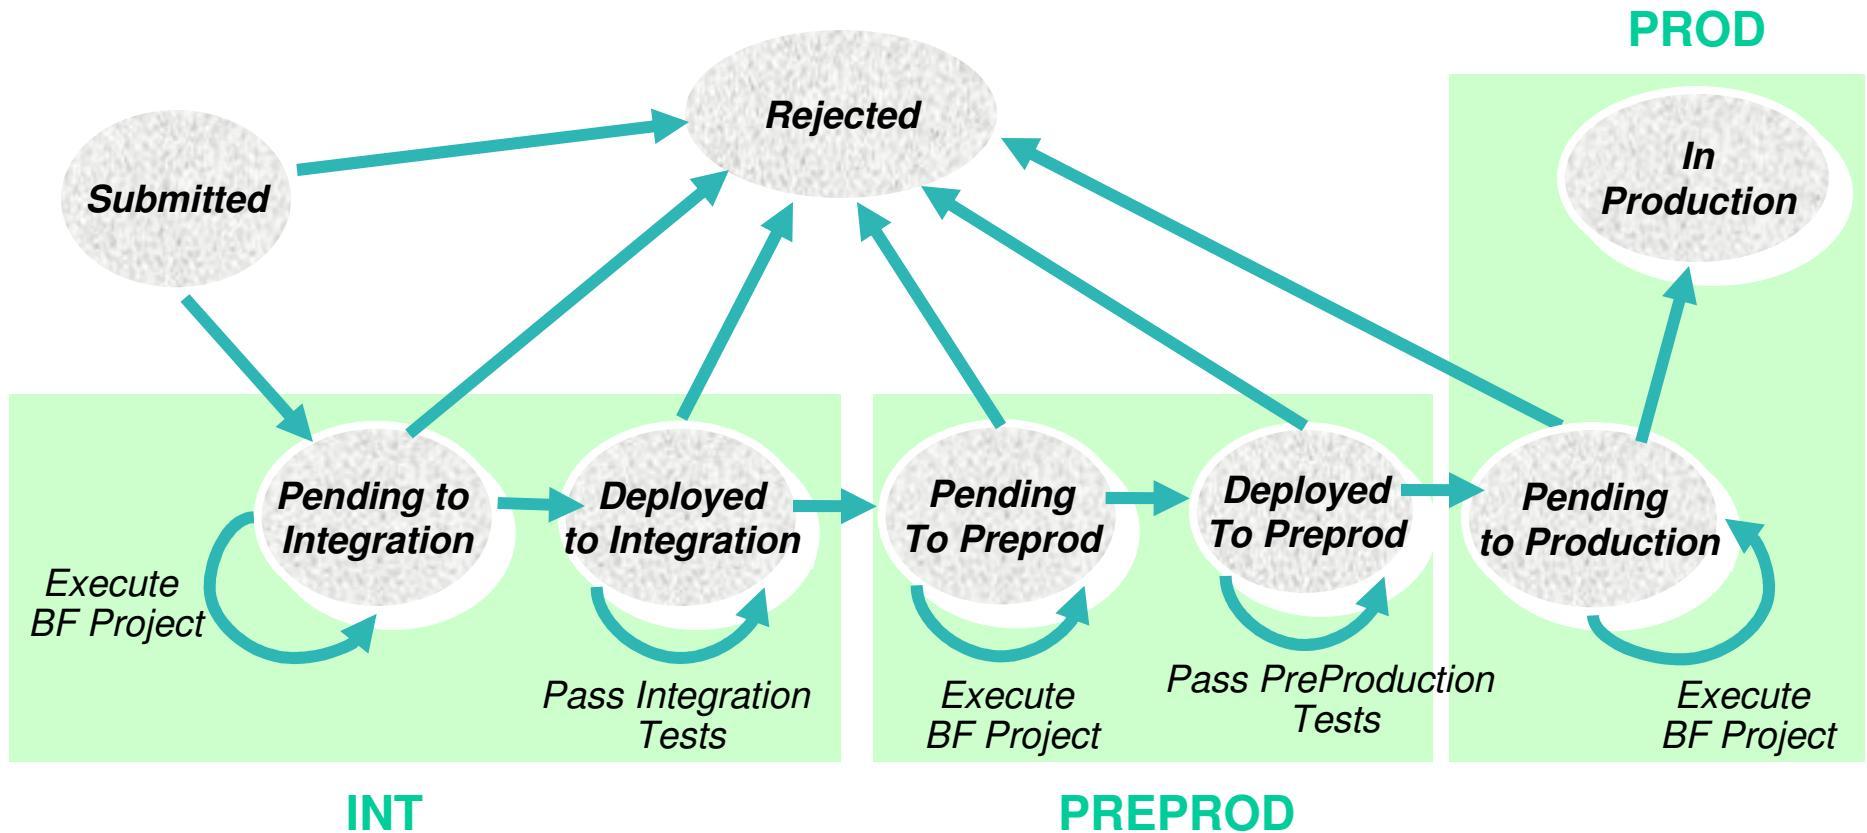 PROD
Rejected
Submitted
In
Production
Pending to
Integration
Deployed
to Integration
Pending
To Preprod
Deployed
To Preprod
Pending
to Production
Execute
BF Project
Pass Integration
Tests
Execute
BF Project
Pass PreProduction
Tests
Execute
BF Project
INT
PREPROD